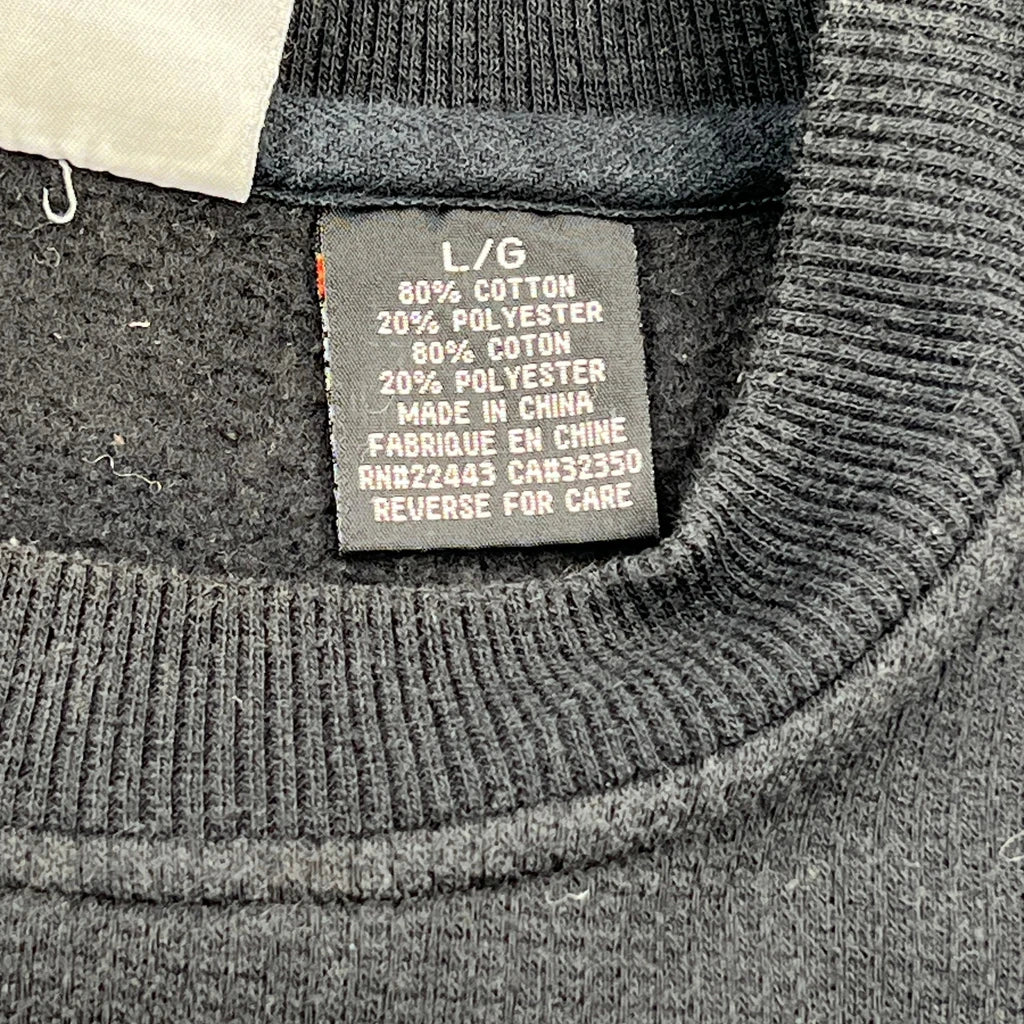 L/G
80% COTTON
20% POLYESTER
80% COTON
20% POLYESTER
MADE IN CHINA
FABRIQUE EN CHINE
RN#22443 CA#32350
REVERSE FOR CARE